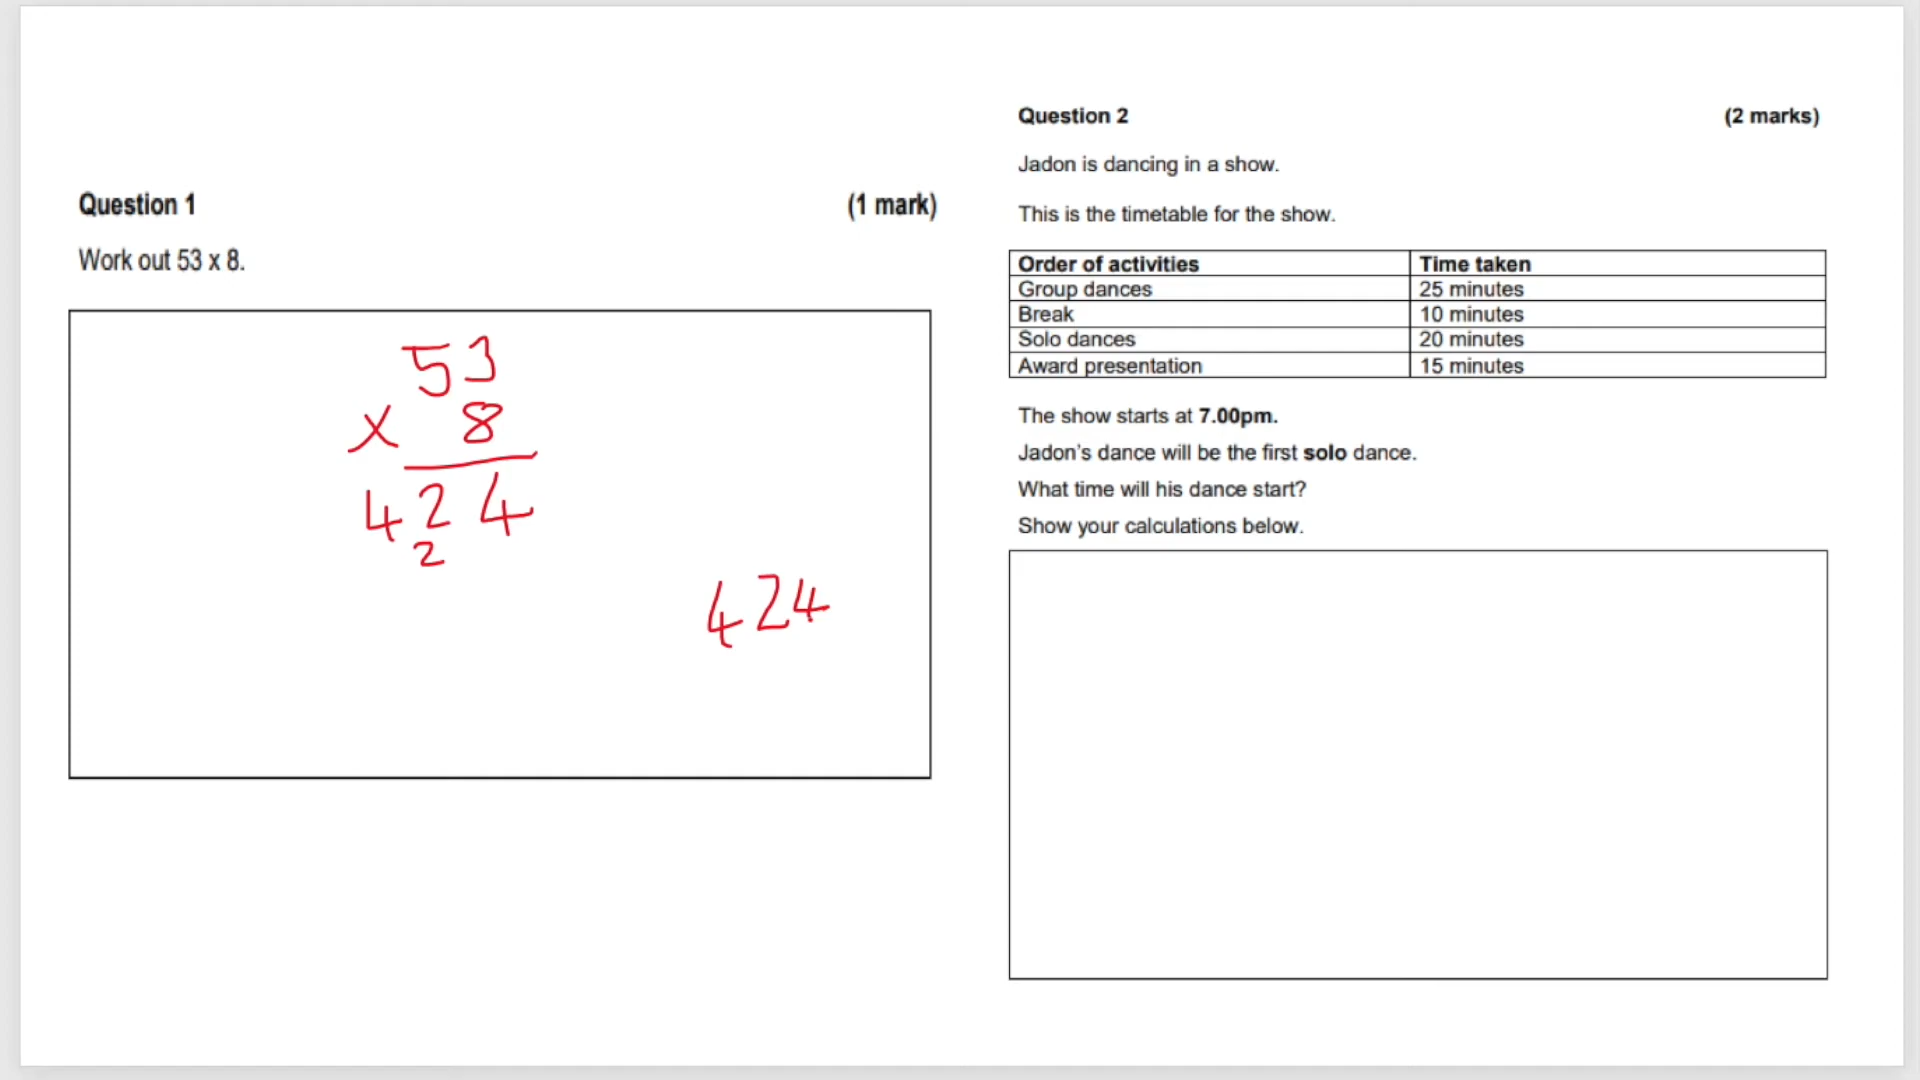 Question 1 (1 mark)
Work out 53 x 8.
53
x 8
424
2
424
Question 2 (2 marks)
Jadon is dancing in a show.
This is the timetable for the show.
Order of activities Time taken
Group dances 25 minutes
Break 10 minutes
Solo dances 20 minutes
Award presentation 15 minutes
The show starts at 7.00pm.
Jadon's dance will be the first solo dance.
What time will his dance start?
Show your calculations below.